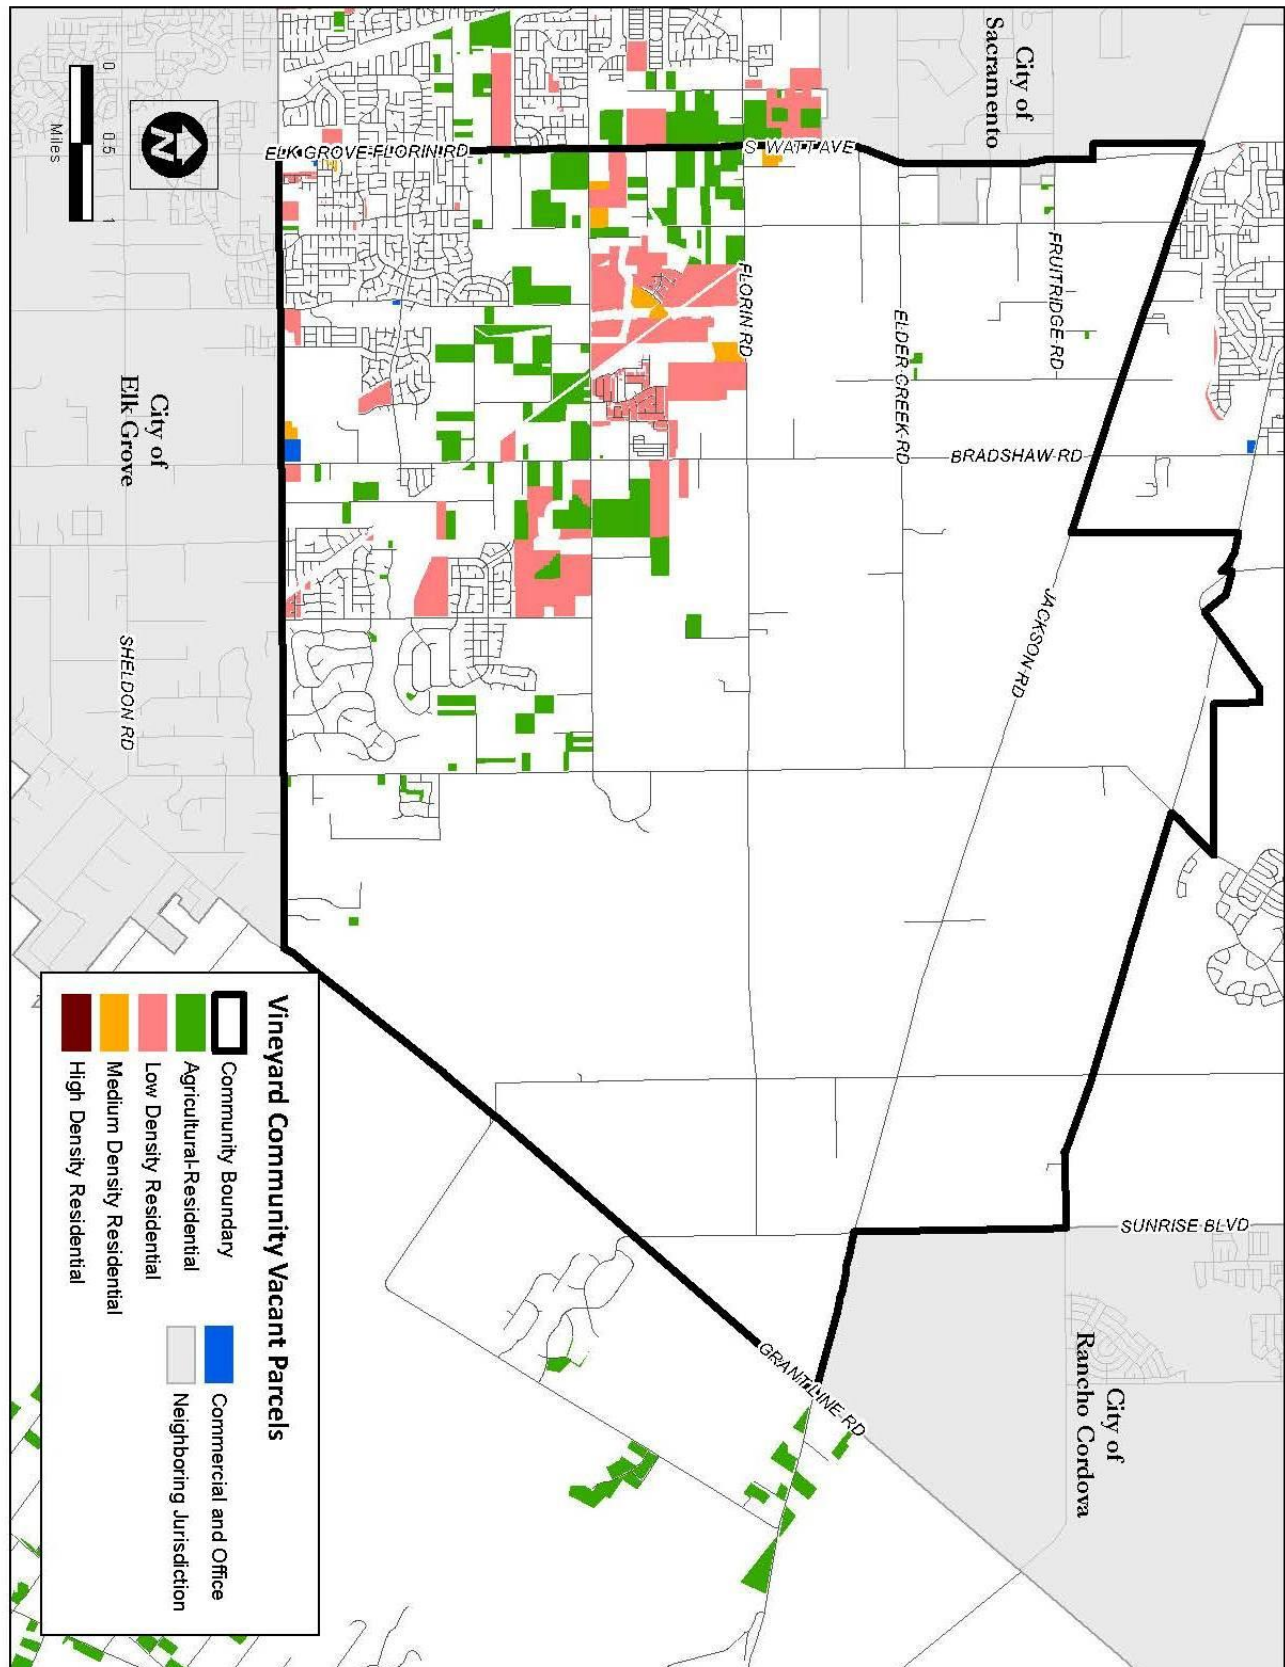 City of
Sacramento
City of
Rancho Cordova
City of
Elk Grove
ELK GROVE-FLORIN RD
S WATT AVE
FLORIN RD
ELDER CREEK RD
FRUITRIDGE RD
BRADSHAW RD
JACKSON RD
SUNRISE BLVD
GRANT LINE RD
SHELDON RD
N
0 0.5 1
Miles
Vineyard Community Vacant Parcels
Community Boundary
Agricultural-Residential
Low Density Residential
Medium Density Residential
High Density Residential
Commercial and Office
Neighboring Jurisdiction